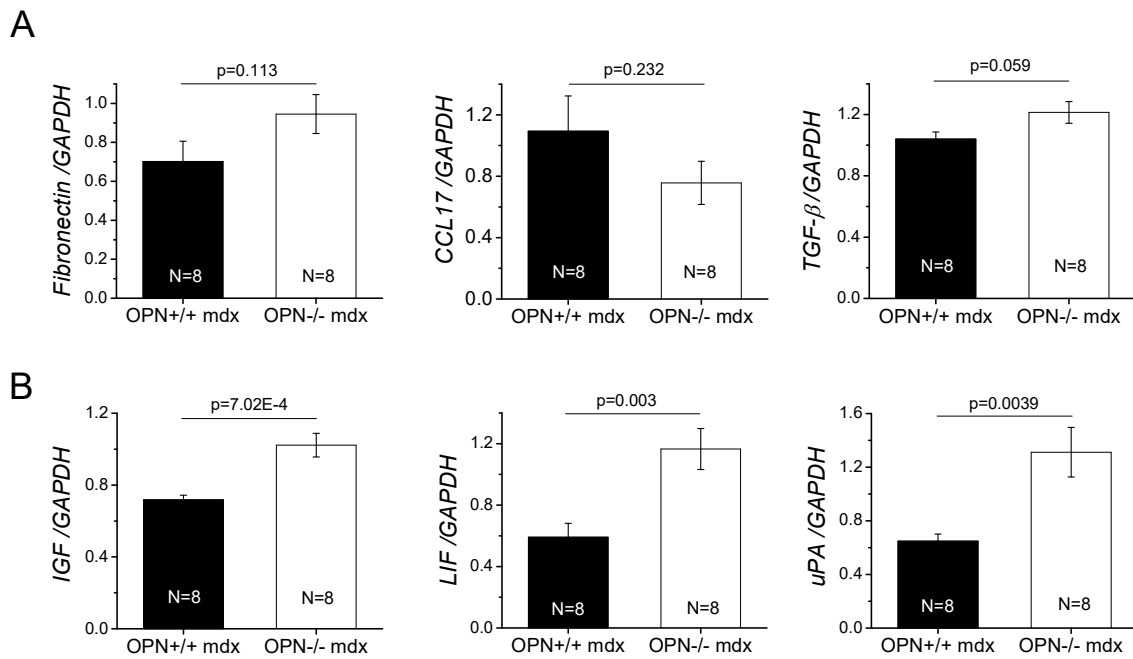 A
p=0.113
Fibronectin /GAPDH
1.0
0.8
0.6
0.4
0.2
0.0
N=8
N=8
OPN+/+ mdx
OPN-/- mdx
p=0.232
CCL17 /GAPDH
1.2
0.8
0.4
0.0
N=8
N=8
OPN+/+ mdx
OPN-/- mdx
p=0.059
TGF-β/GAPDH
1.2
0.8
0.4
0.0
N=8
N=8
OPN+/+ mdx
OPN-/- mdx
B
p=7.02E-4
IGF /GAPDH
1.2
0.8
0.4
0.0
N=8
N=8
OPN+/+ mdx
OPN-/- mdx
p=0.003
LIF /GAPDH
1.2
0.8
0.4
0.0
N=8
N=8
OPN+/+ mdx
OPN-/- mdx
p=0.0039
uPA /GAPDH
1.6
1.2
0.8
0.4
0.0
N=8
N=8
OPN+/+ mdx
OPN-/- mdx